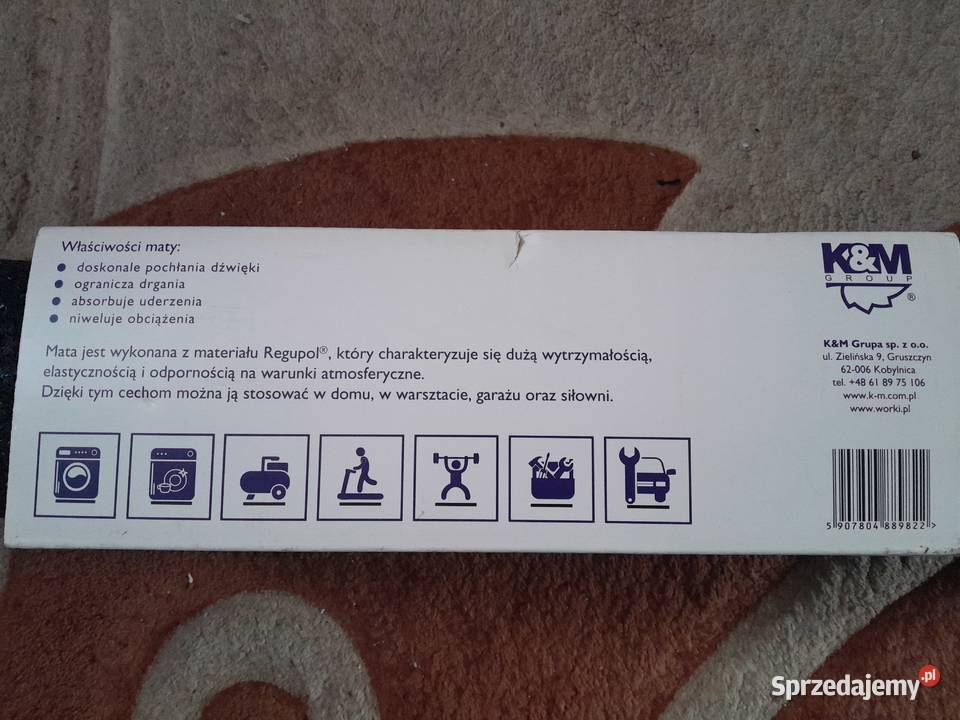 Właściwości maty:
• doskonale pochłania dźwięki
• ogranicza drgania
• absorbuje uderzenia
• niweluje obciążenia
Mata jest wykonana z materiału Regupol®, który charakteryzuje się dużą wytrzymałością,
elastycznością i odpornością na warunki atmosferyczne.
Dzięki tym cechom można ją stosować w domu, w warsztacie, garażu oraz siłowni.
K&M
GROUP
®
K&M Grupa sp. z o.o.
ul. Zielińska 9, Gruszczyn
62-006 Kobylnica
tel. +48 61 89 75 106
www.k-m.com.pl
www.worki.pl
5 907804 889822 >
Sprzedajemy.pl